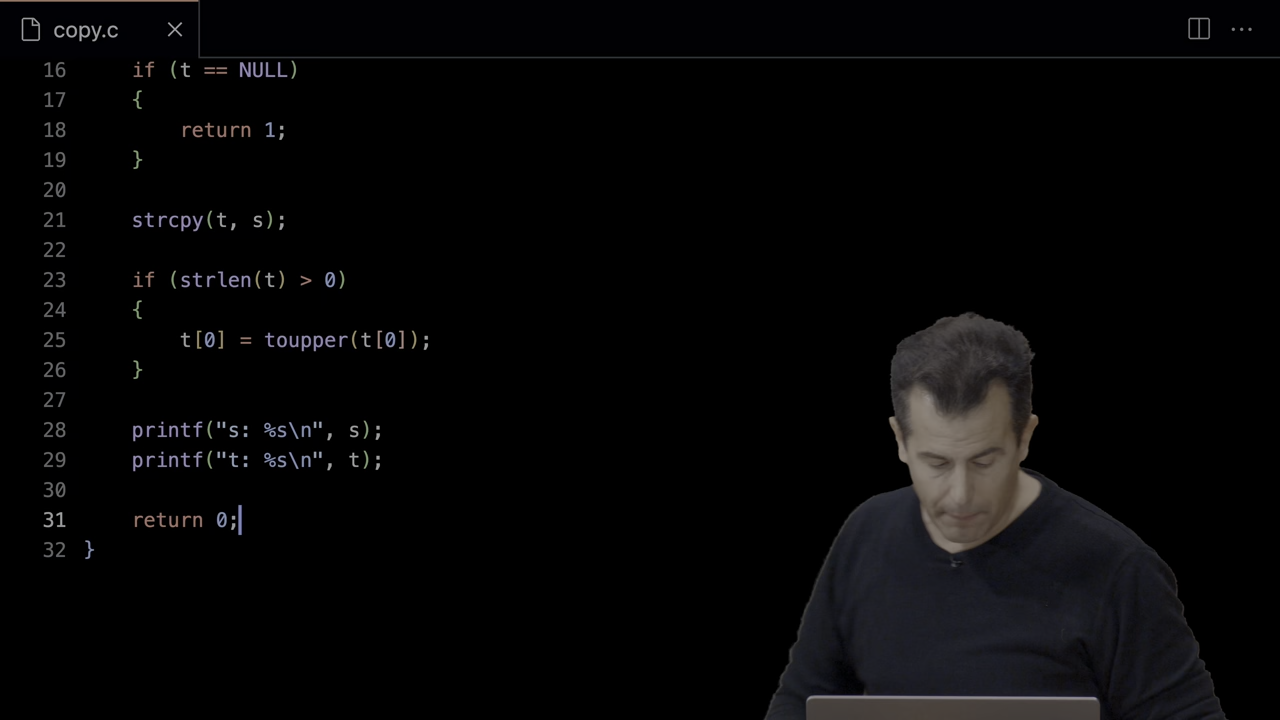 copy.c
16 if (t == NULL)
17 {
18 return 1;
19 }
20
21 strcpy(t, s);
22
23 if (strlen(t) > 0)
24 {
25 t[0] = toupper(t[0]);
26 }
27
28 printf("s: %s\n", s);
29 printf("t: %s\n", t);
30
31 return 0;
32 }